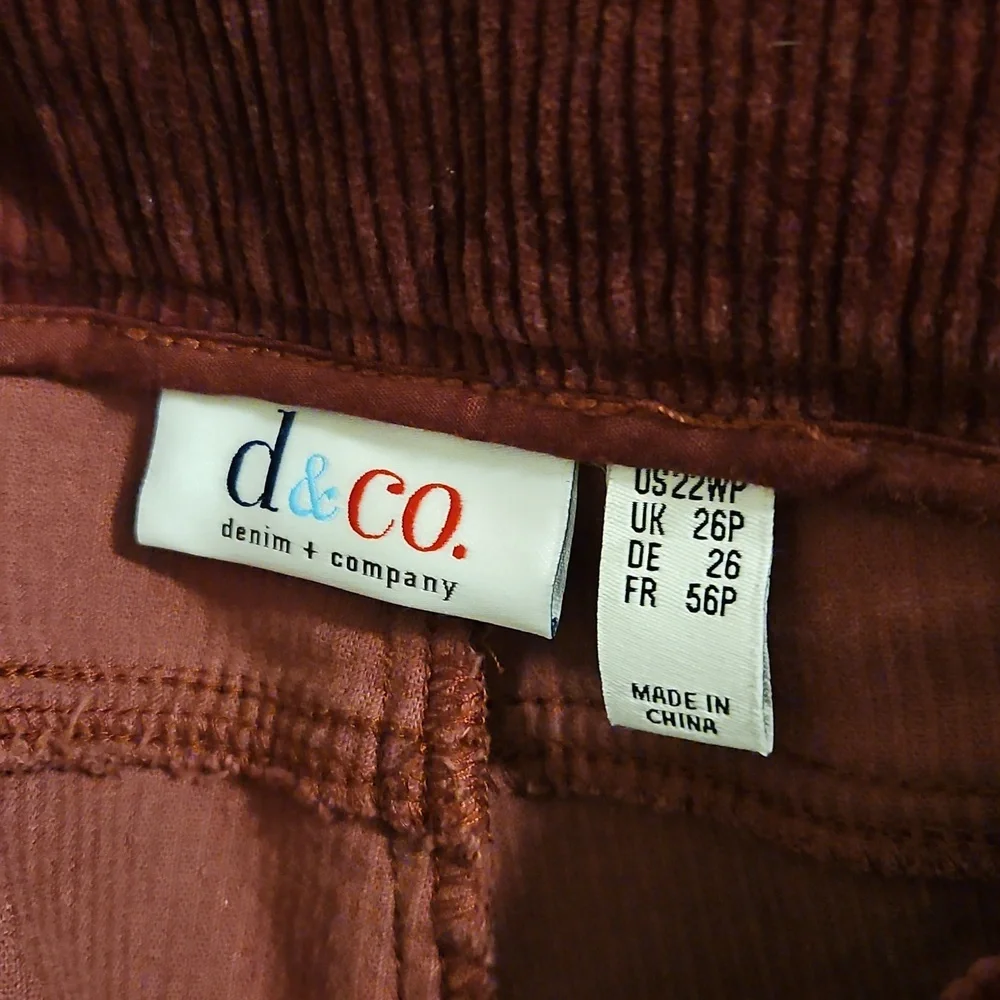 d&co.
denim + company
US22WP
UK 26P
DE 26
FR 56P
MADE IN
CHINA